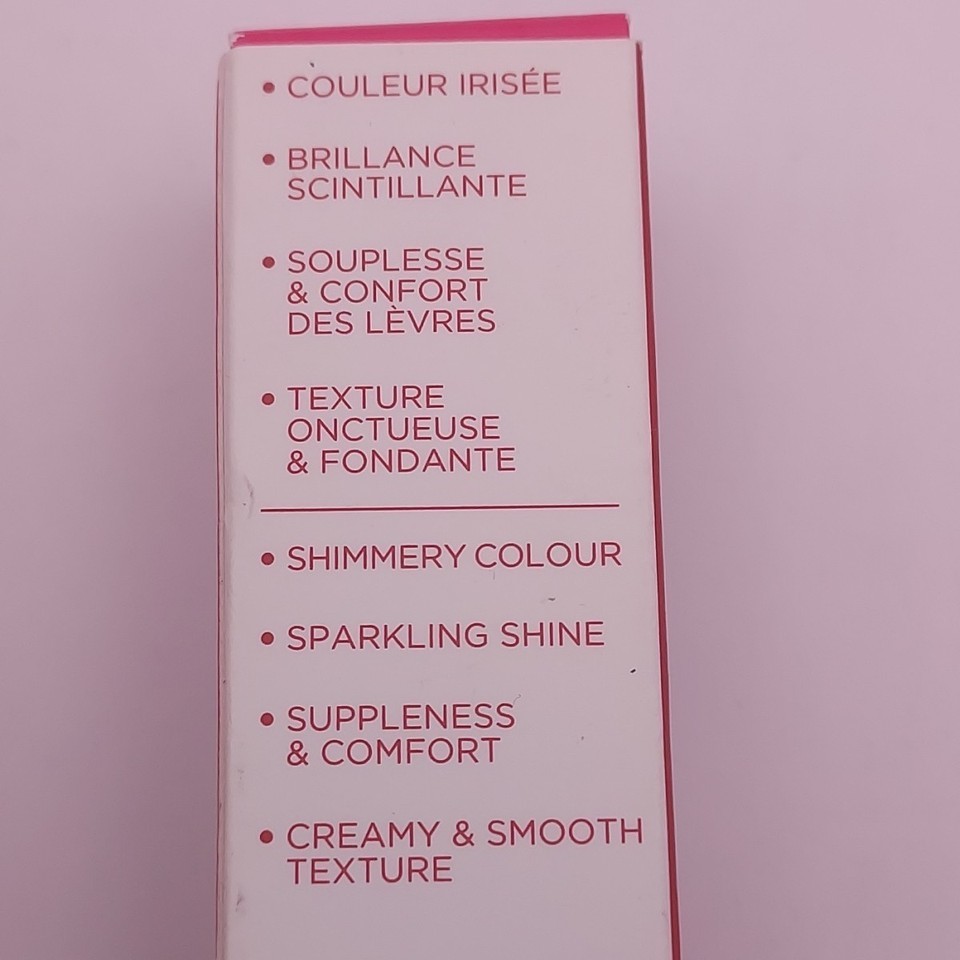 • COULEUR IRISÉE
• BRILLANCE
SCINTILLANTE
• SOUPLESSE
& CONFORT
DES LÈVRES
• TEXTURE
ONCTUEUSE
& FONDANTE
• SHIMMERY COLOUR
• SPARKLING SHINE
• SUPPLENESS
& COMFORT
• CREAMY & SMOOTH
TEXTURE